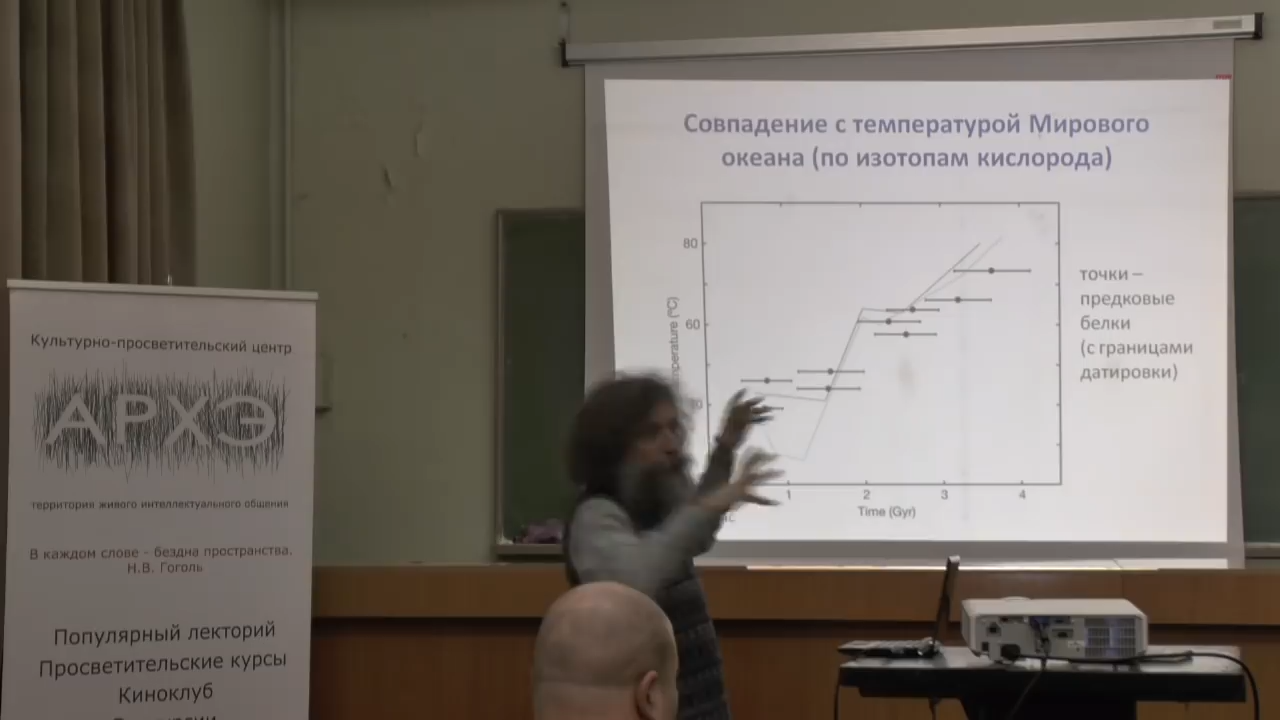 Культурно-просветительский центр
АРХЭ
территория живого интеллектуального общения
В каждом слове - бездна пространства.
Н.В. Гоголь
Популярный лекторий
Просветительские курсы
Киноклуб
Совпадение с температурой Мирового
океана (по изотопам кислорода)
80
60
1
2
3
4
Time (Gyr)
точки –
предковые
белки
(с границами
датировки)